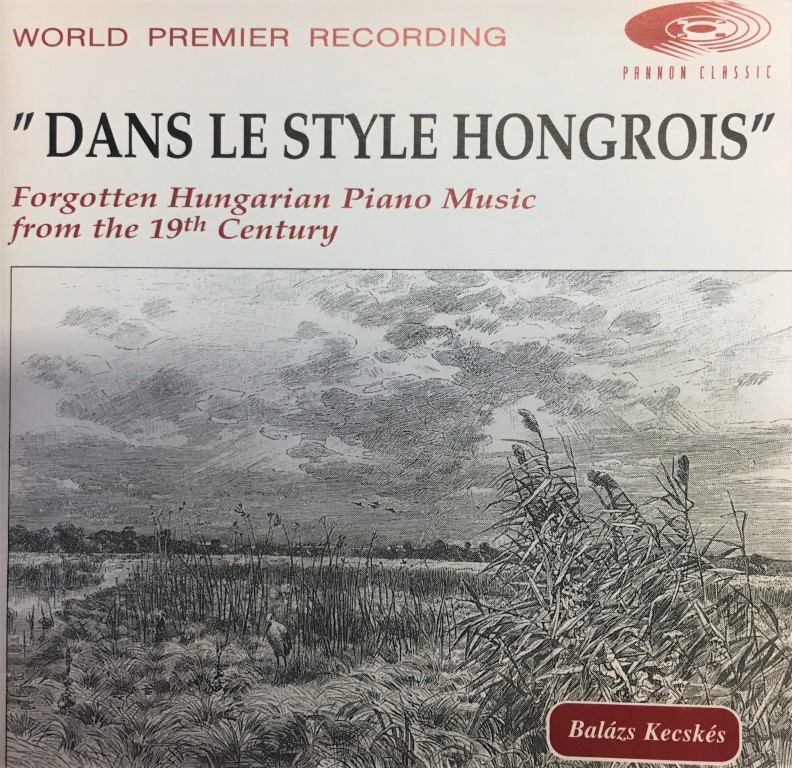 WORLD PREMIER RECORDING
PANNON CLASSIC
"DANS LE STYLE HONGROIS"
Forgotten Hungarian Piano Music
from the 19th Century
Balázs Kecskés